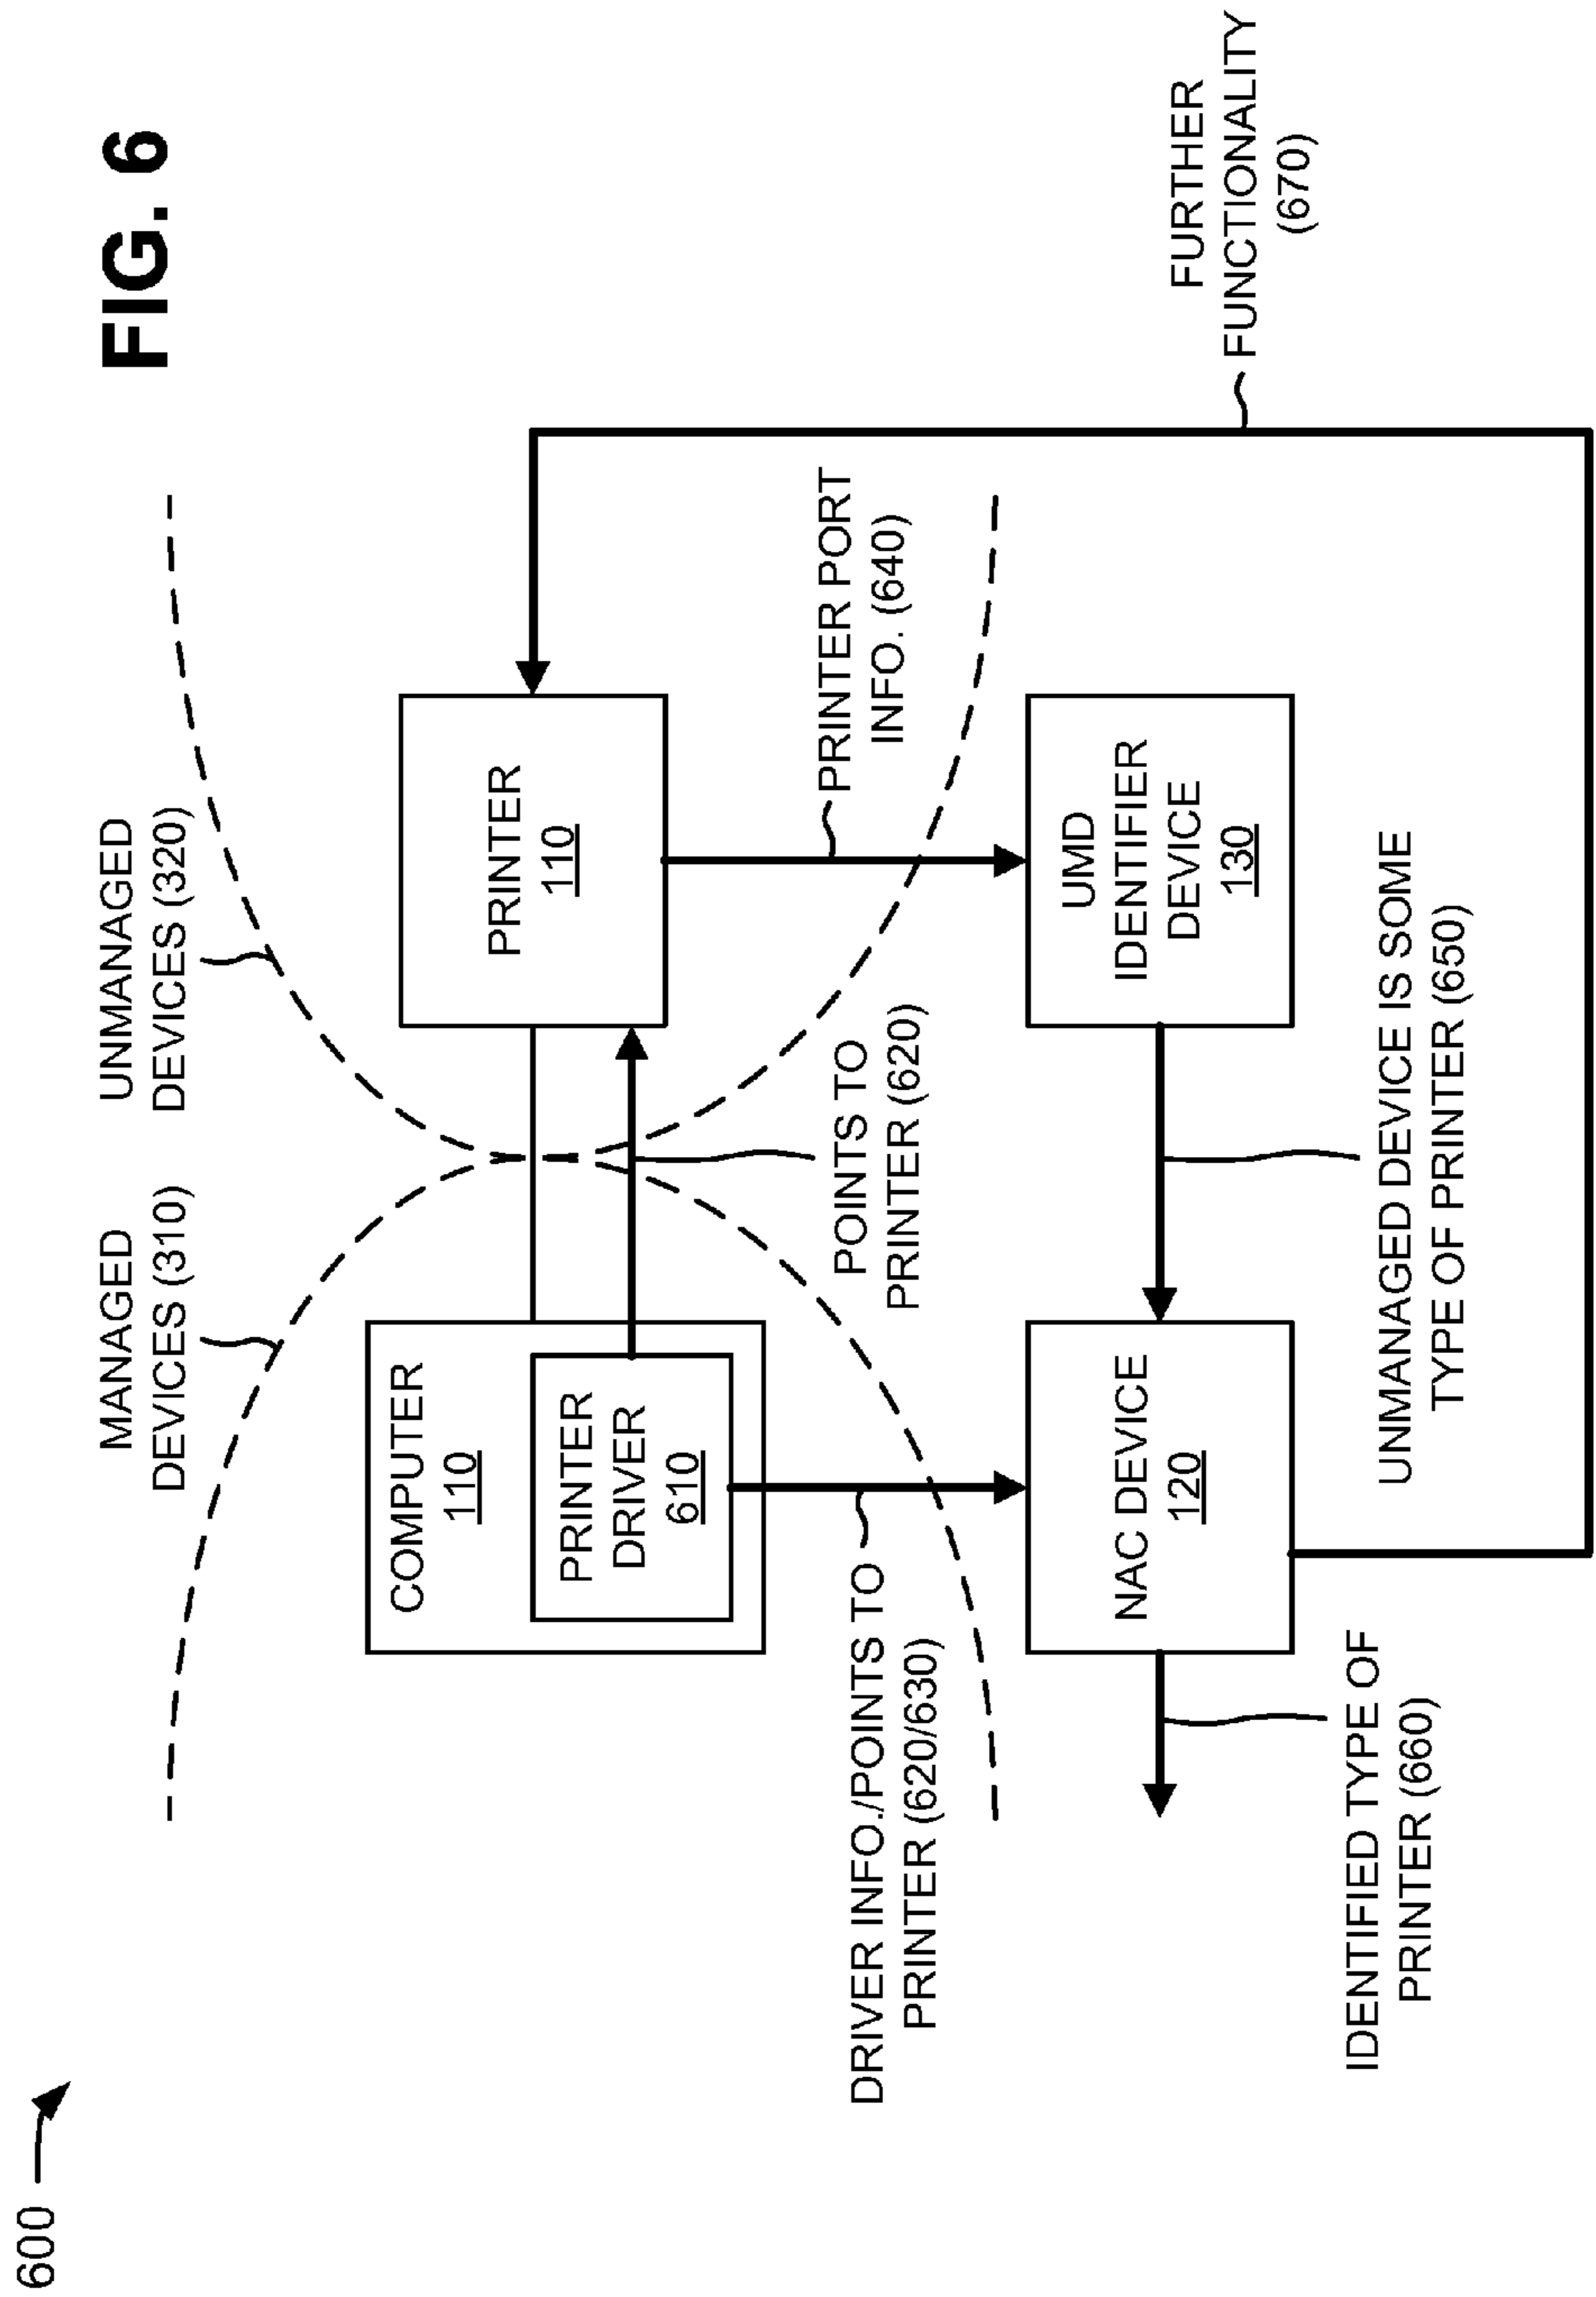 600
FIG. 6
MANAGED
DEVICES (310)
UNMANAGED
DEVICES (320)
COMPUTER
110
PRINTER
DRIVER
610
PRINTER
110
POINTS TO
PRINTER (620)
PRINTER PORT
INFO. (640)
DRIVER INFO./POINTS TO
PRINTER (620/630)
NAC DEVICE
120
UMD
IDENTIFIER
DEVICE
130
FURTHER
FUNCTIONALITY
(670)
IDENTIFIED TYPE OF
PRINTER (660)
UNMANAGED DEVICE IS SOME
TYPE OF PRINTER (650)